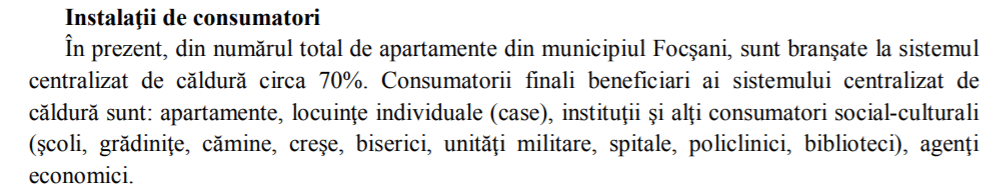 Instalaţii de consumatori
În prezent, din numărul total de apartamente din municipiul Focşani, sunt branşate la sistemul
centralizat de căldură circa 70%. Consumatorii finali beneficiari ai sistemului centralizat de
căldură sunt: apartamente, locuinţe individuale (case), instituţii şi alţi consumatori social-culturali
(şcoli, grădiniţe, cămine, creşe, biserici, unităţi militare, spitale, policlinici, biblioteci), agenţi
economici.